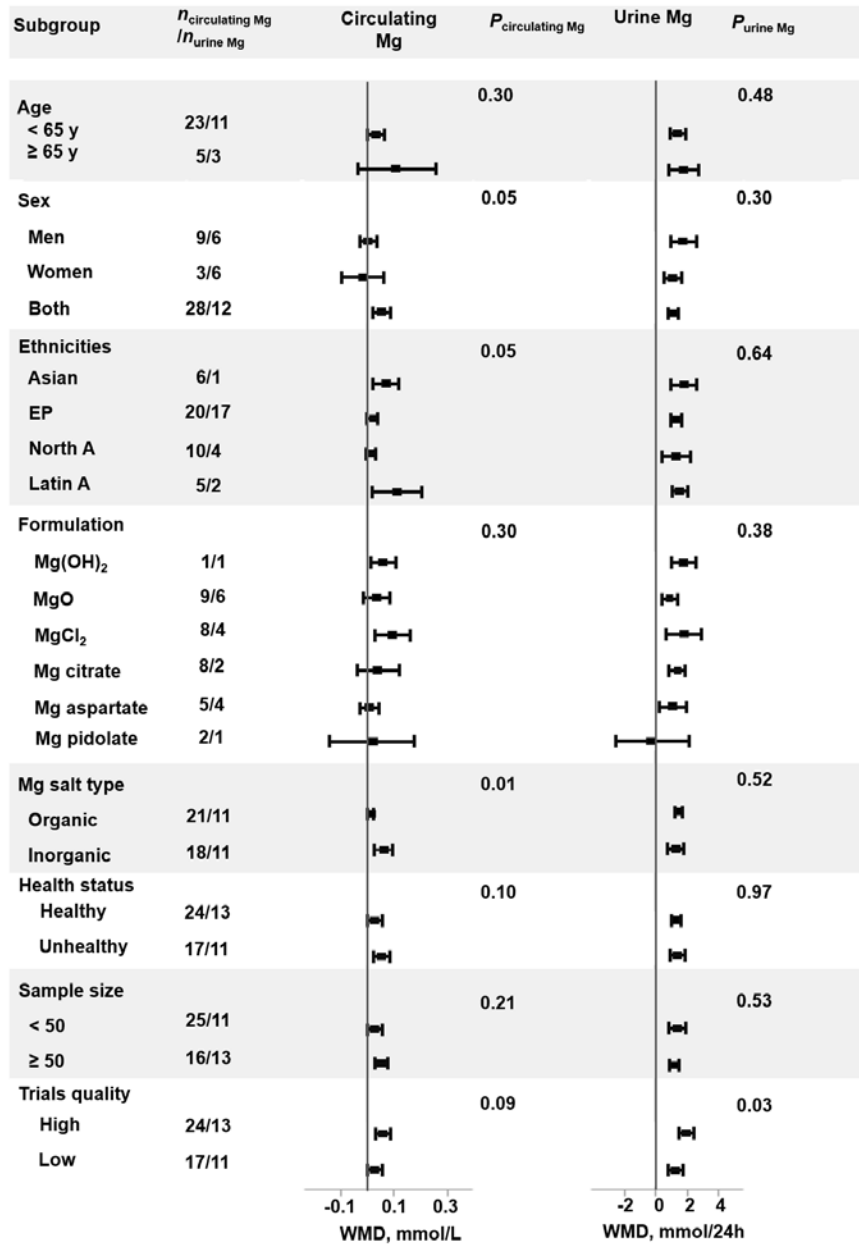 Subgroup n circulating Mg /n urine Mg Circulating Mg P circulating Mg Urine Mg P urine Mg
Age 0.30 0.48
< 65 y 23/11
≥ 65 y 5/3
Sex 0.05 0.30
Men 9/6
Women 3/6
Both 28/12
Ethnicities 0.05 0.64
Asian 6/1
EP 20/17
North A 10/4
Latin A 5/2
Formulation 0.30 0.38
Mg(OH)₂ 1/1
MgO 9/6
MgCl₂ 8/4
Mg citrate 8/2
Mg aspartate 5/4
Mg pidolate 2/1
Mg salt type 0.01 0.52
Organic 21/11
Inorganic 18/11
Health status 0.10 0.97
Healthy 24/13
Unhealthy 17/11
Sample size 0.21 0.53
< 50 25/11
≥ 50 16/13
Trials quality 0.09 0.03
High 24/13
Low 17/11
-0.1 0.1 0.3 -2 0 2 4
WMD, mmol/L WMD, mmol/24h